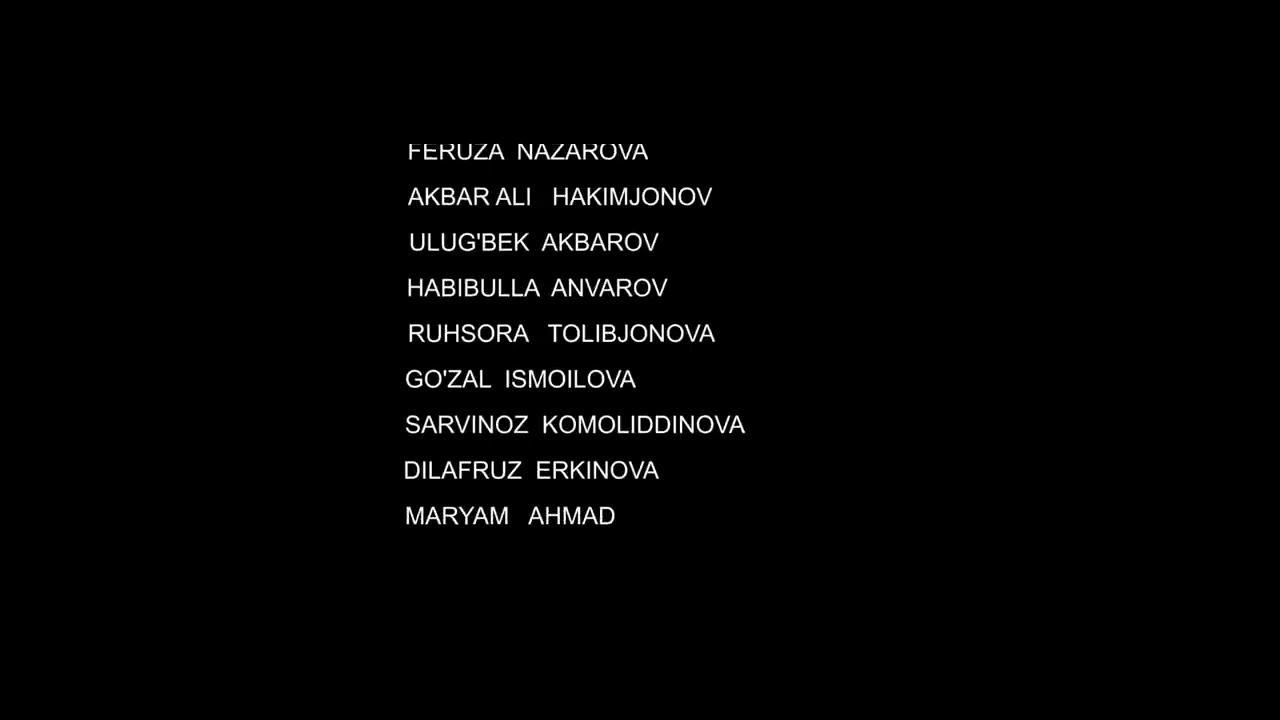 FERUZA NAZAROVA
AKBAR ALI HAKIMJONOV
ULUG'BEK AKBAROV
HABIBULLA ANVAROV
RUHSORA TOLIBJONOVA
GO'ZAL ISMOILOVA
SARVINOZ KOMOLIDDINOVA
DILAFRUZ ERKINOVA
MARYAM AHMAD